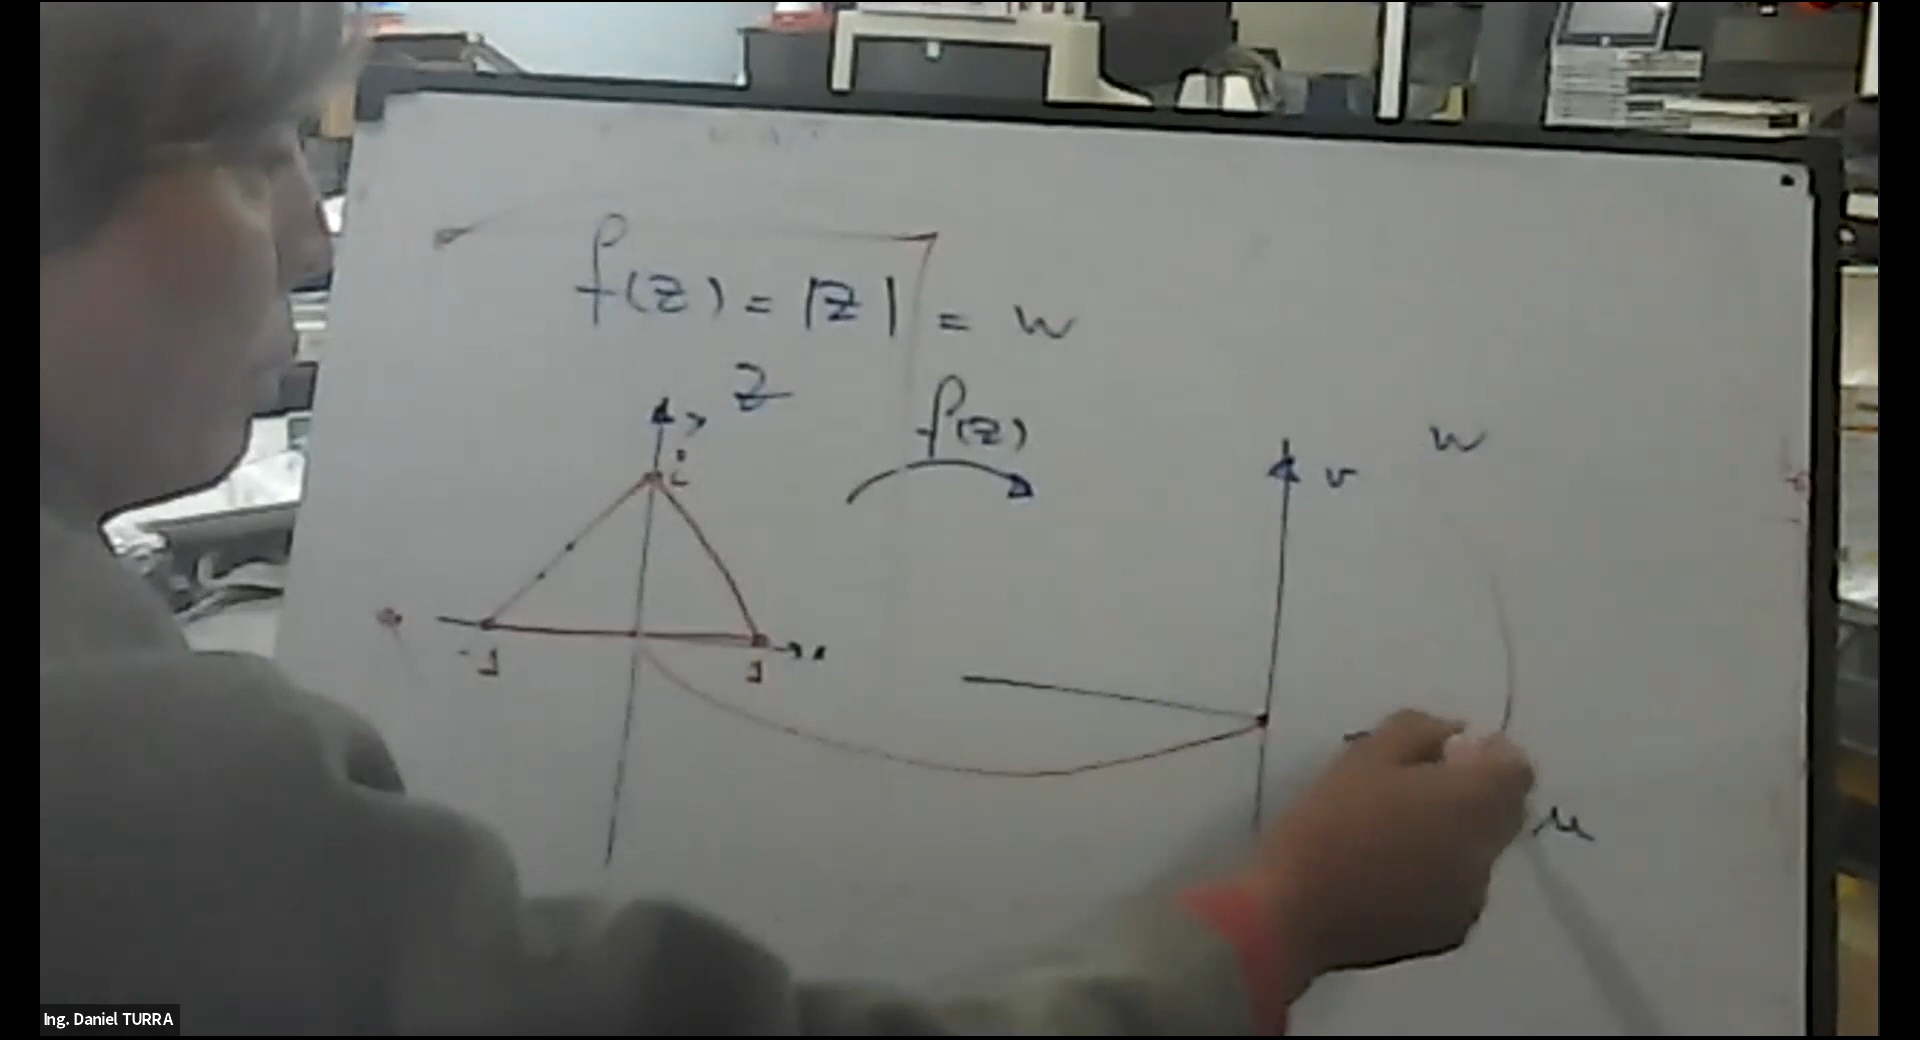 f(z) = |z| = w
z
f(z)
w
y
i
v
-1
1
x
u
Ing. Daniel TURRA